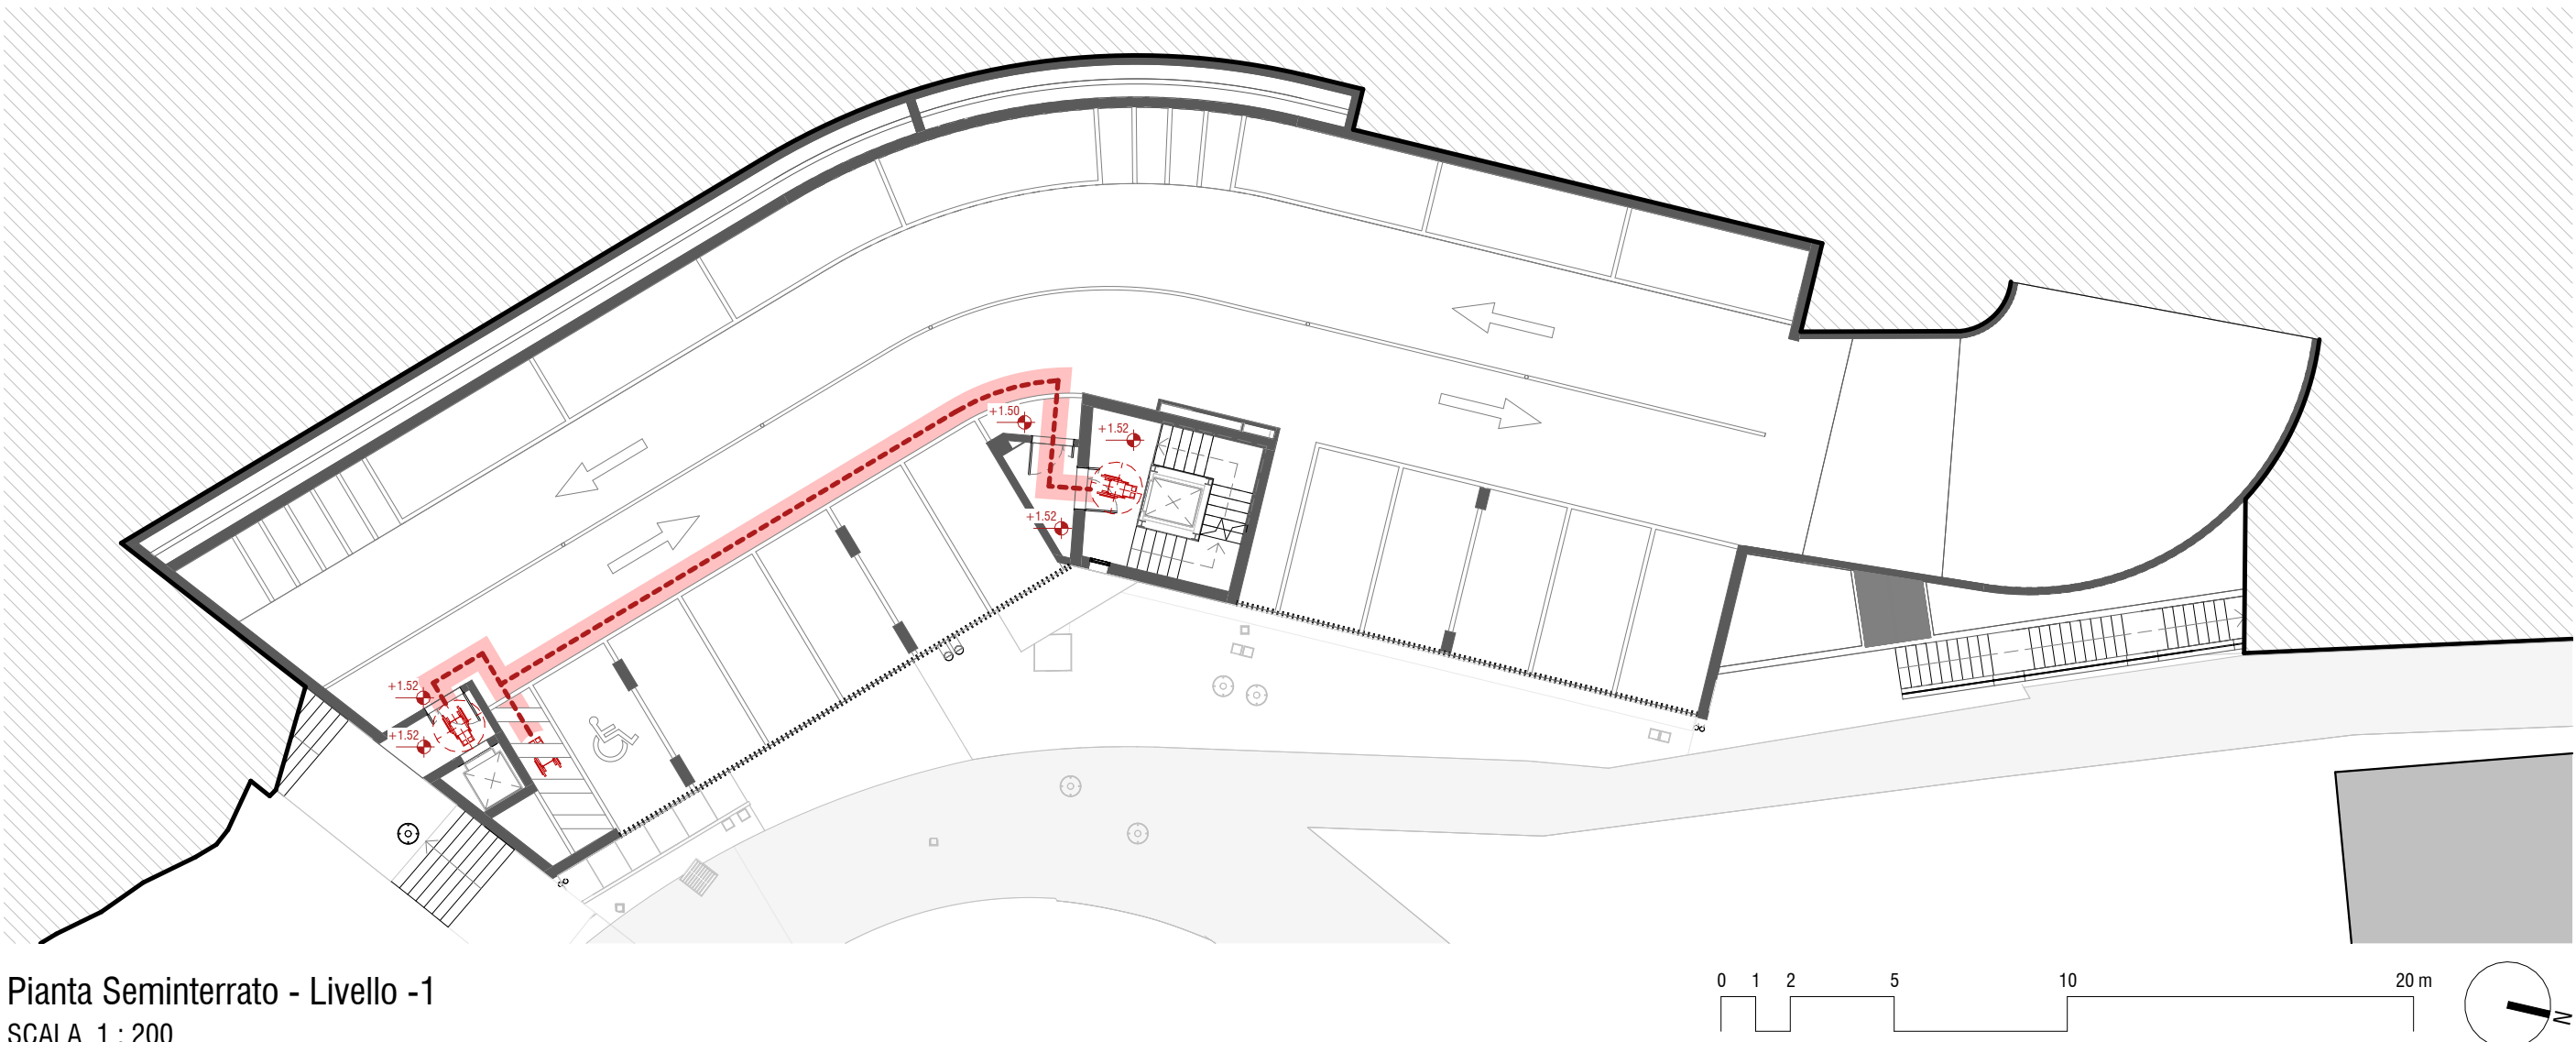 +1.50
+1.52
+1.52
+1.52
+1.52
Pianta Seminterrato - Livello -1
SCALA 1 : 200
0 1 2 5 10 20 m
N